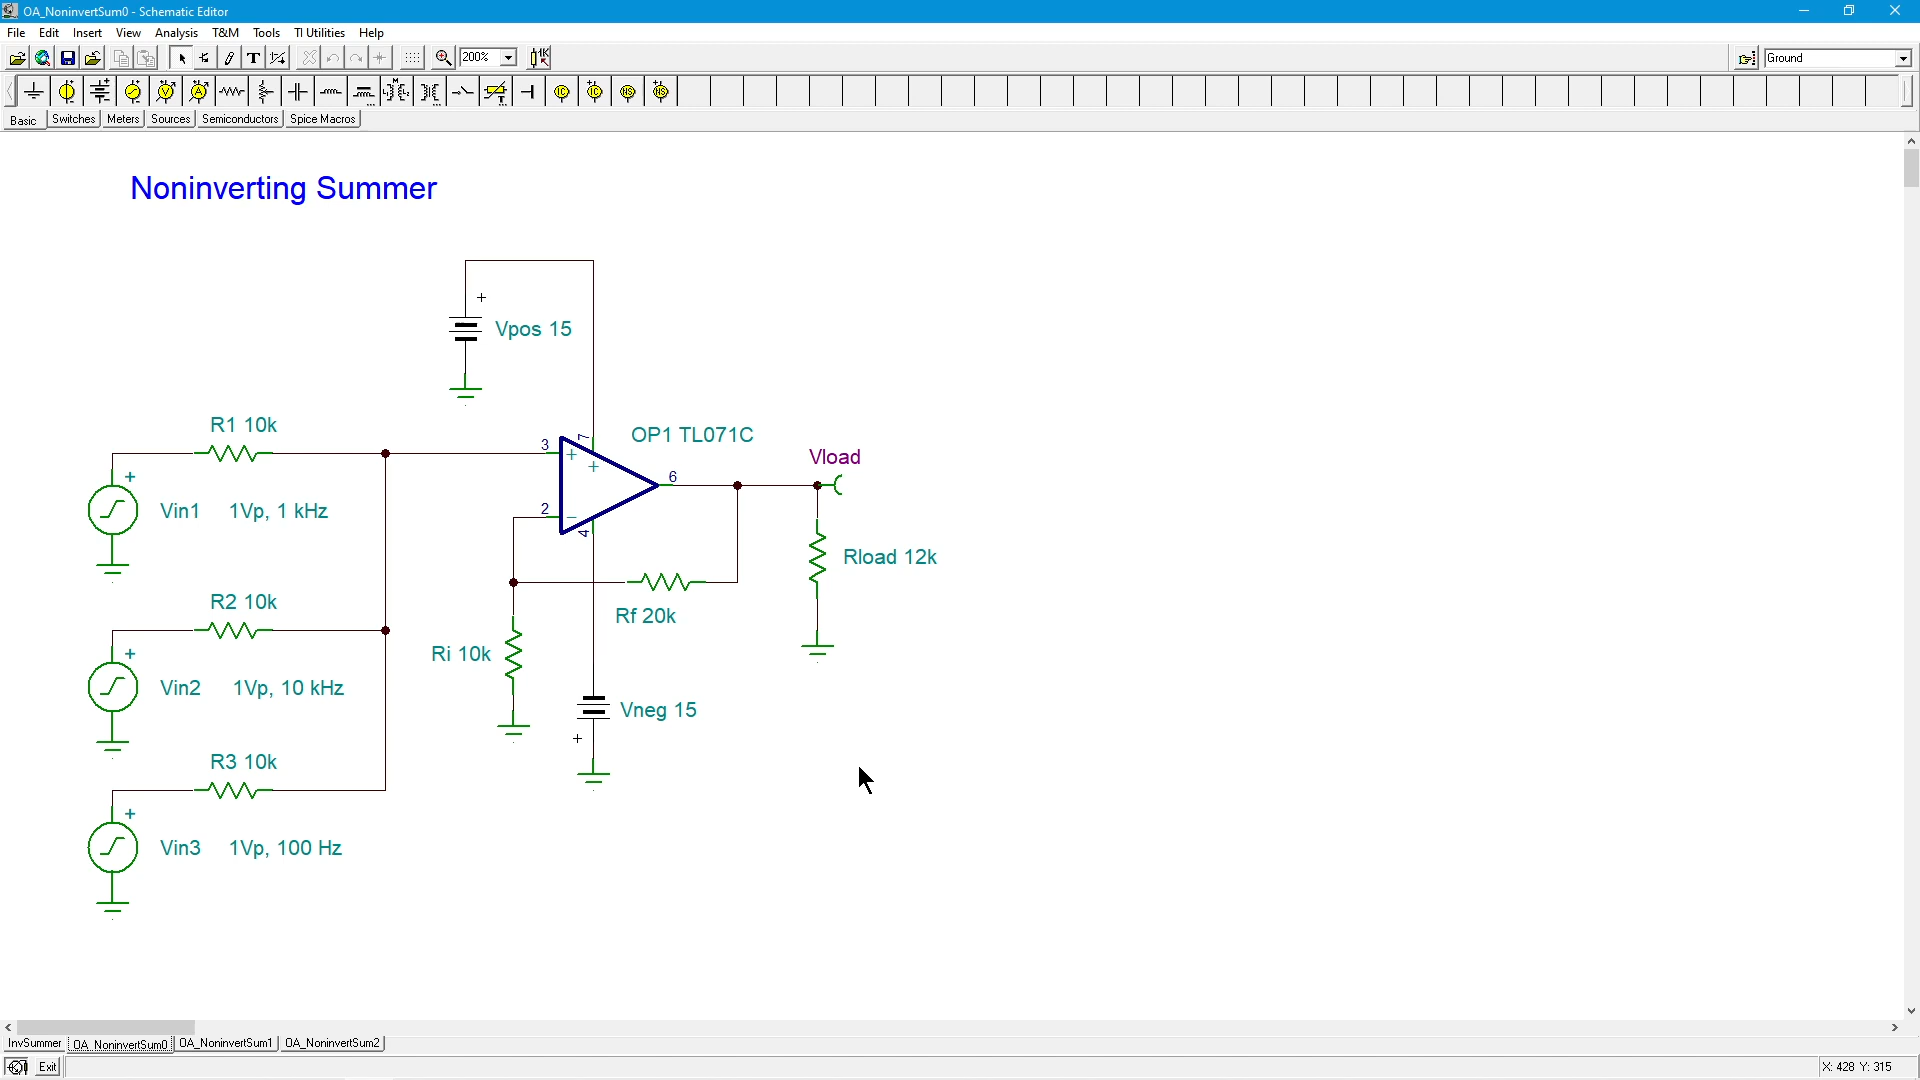 OA_NoninvertSum0 - Schematic Editor
File Edit Insert View Analysis T&M Tools TI Utilities Help
200%
Ground
Basic Switches Meters Sources Semiconductors Spice Macros
Noninverting Summer
+
Vpos 15
R1 10k
OP1 TL071C
3
7
+
+
Vload
6
+
Vin1 1Vp, 1 kHz
2
4
Rload 12k
R2 10k
Rf 20k
+
Ri 10k
Vin2 1Vp, 10 kHz
Vneg 15
+
R3 10k
+
Vin3 1Vp, 100 Hz
InvSummer OA_NoninvertSum0 OA_NoninvertSum1 OA_NoninvertSum2
Exit
X: 428 Y: 315